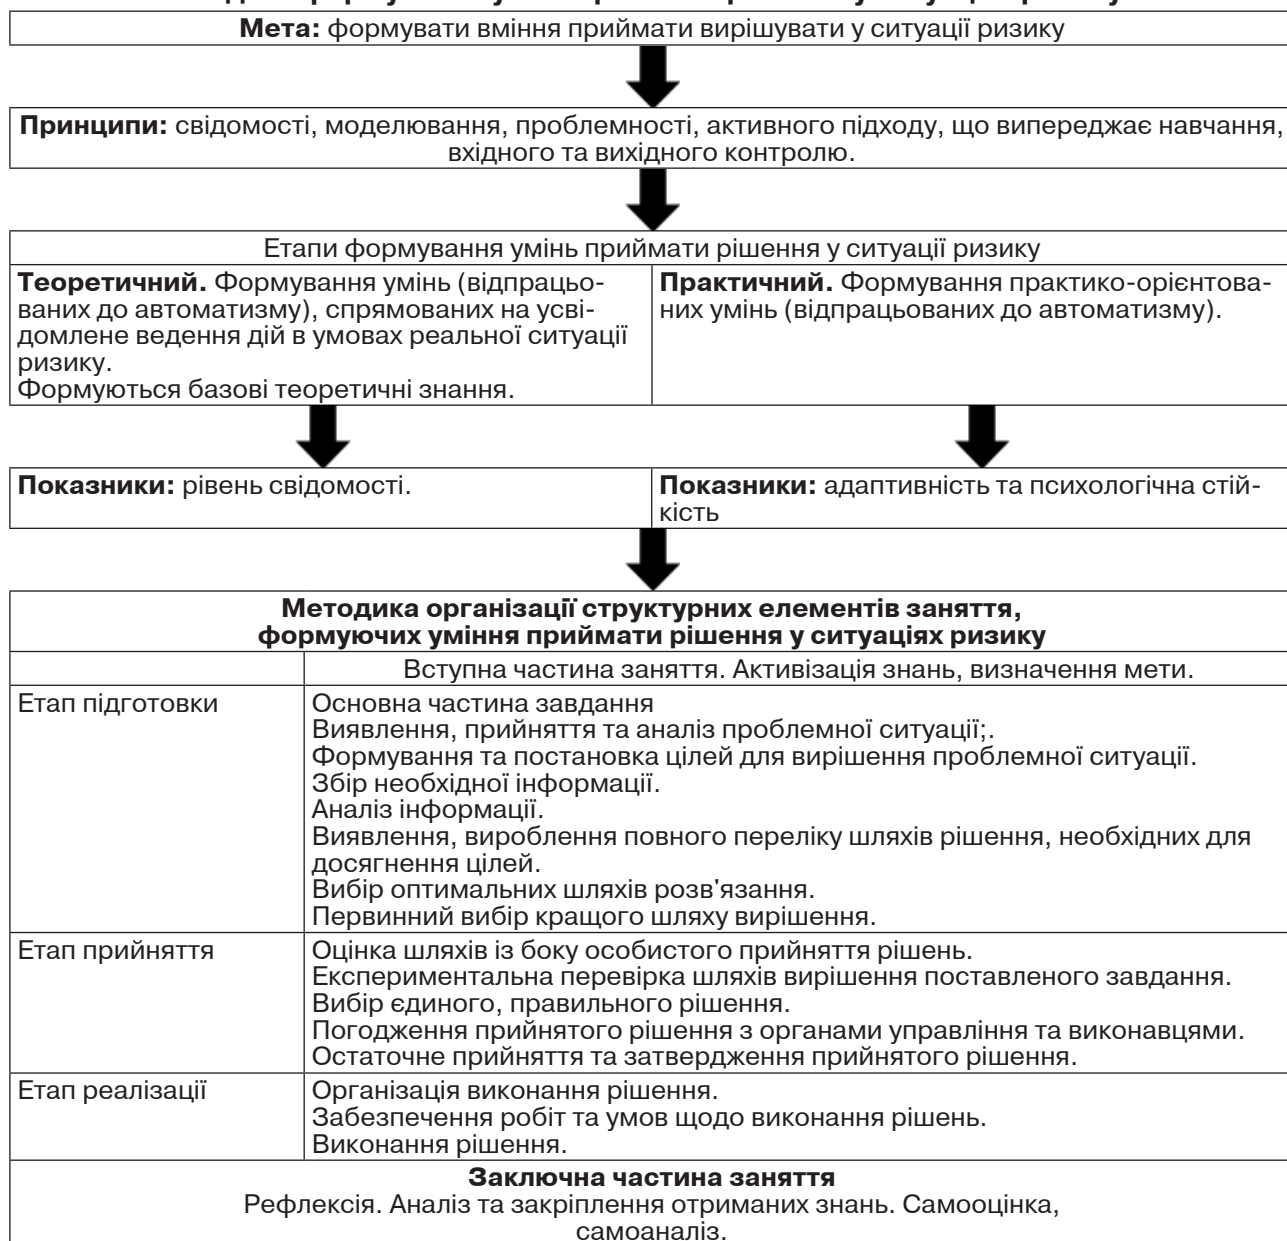 Мета: формувати вміння приймати вирішувати у ситуації ризику
Принципи: свідомості, моделювання, проблемності, активного підходу, що випереджає навчання,
вхідного та вихідного контролю.
Етапи формування умінь приймати рішення у ситуації ризику
Теоретичний. Формування умінь (відпрацьо-
ваних до автоматизму), спрямованих на усві-
домлене ведення дій в умовах реальної ситуації
ризику.
Формуються базові теоретичні знання.
Практичний. Формування практико-орієнтова-
них умінь (відпрацьованих до автоматизму).
Показники: рівень свідомості.
Показники: адаптивність та психологічна стій-
кість
Методика організації структурних елементів заняття,
формуючих уміння приймати рішення у ситуаціях ризику
Вступна частина заняття. Активізація знань, визначення мети.
Етап підготовки
Основна частина завдання
Виявлення, прийняття та аналіз проблемної ситуації;.
Формування та постановка цілей для вирішення проблемної ситуації.
Збір необхідної інформації.
Аналіз інформації.
Виявлення, вироблення повного переліку шляхів рішення, необхідних для
досягнення цілей.
Вибір оптимальних шляхів розв'язання.
Первинний вибір кращого шляху вирішення.
Етап прийняття
Оцінка шляхів із боку особистого прийняття рішень.
Експериментальна перевірка шляхів вирішення поставленого завдання.
Вибір єдиного, правильного рішення.
Погодження прийнятого рішення з органами управління та виконавцями.
Остаточне прийняття та затвердження прийнятого рішення.
Етап реалізації
Організація виконання рішення.
Забезпечення робіт та умов щодо виконання рішень.
Виконання рішення.
Заключна частина заняття
Рефлексія. Аналіз та закріплення отриманих знань. Самооцінка,
самоаналіз.